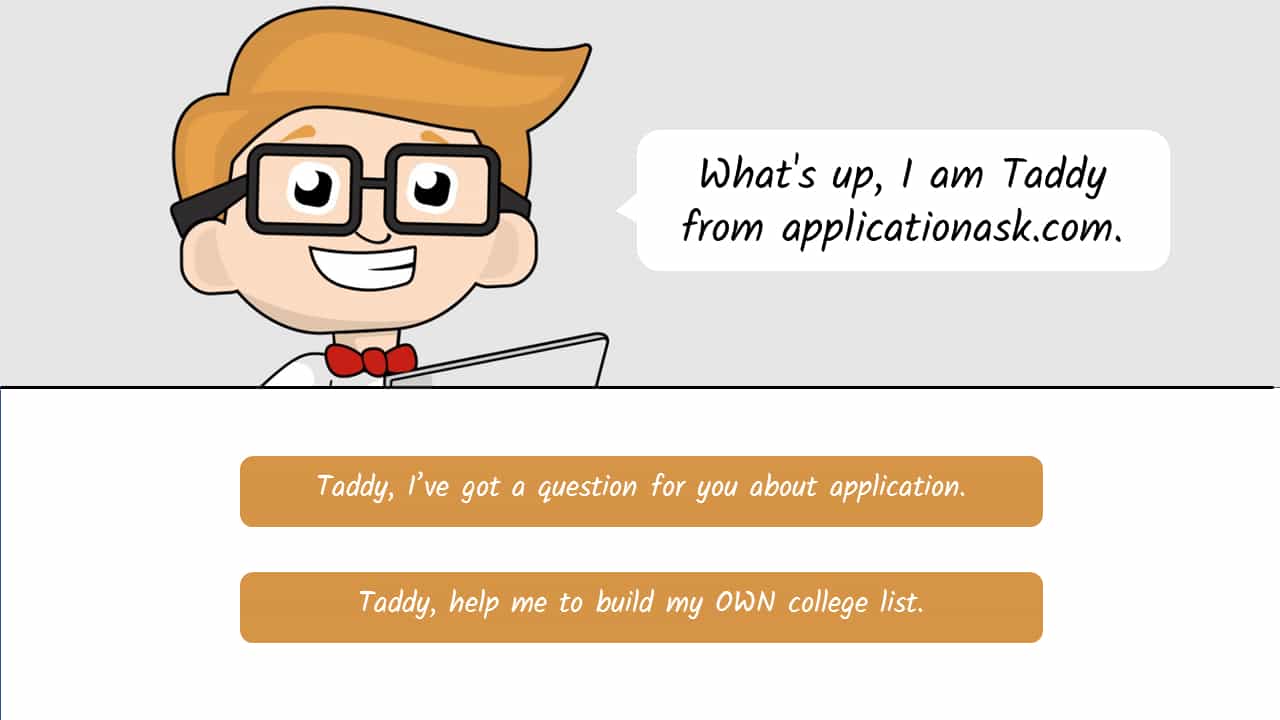 What's up, I am Taddy
from applicationask.com.
Taddy, I’ve got a question for you about application.
Taddy, help me to build my OWN college list.